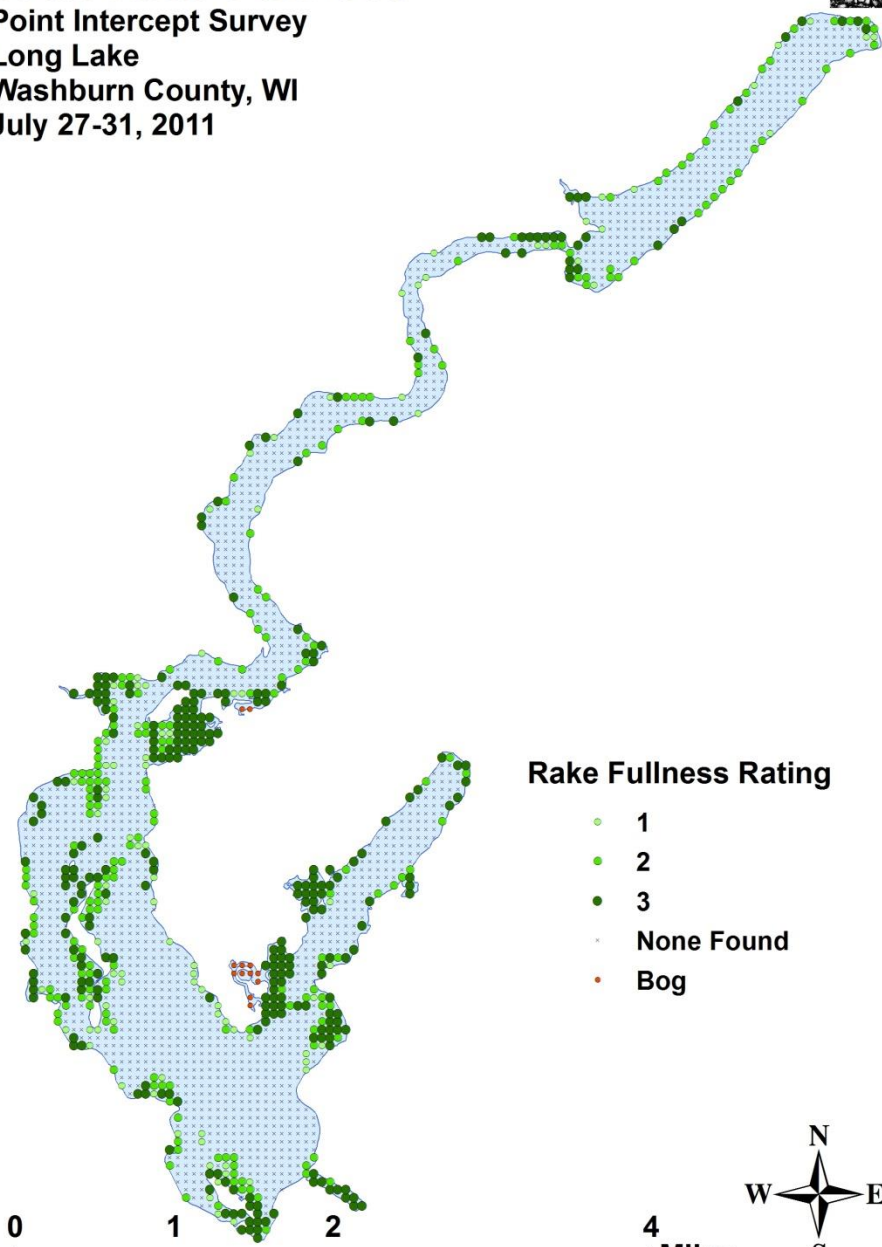 Point Intercept Survey
Long Lake
Washburn County, WI
July 27-31, 2011
Rake Fullness Rating
1
2
3
None Found
Bog
N
W E
S
0 1 2 4
Miles